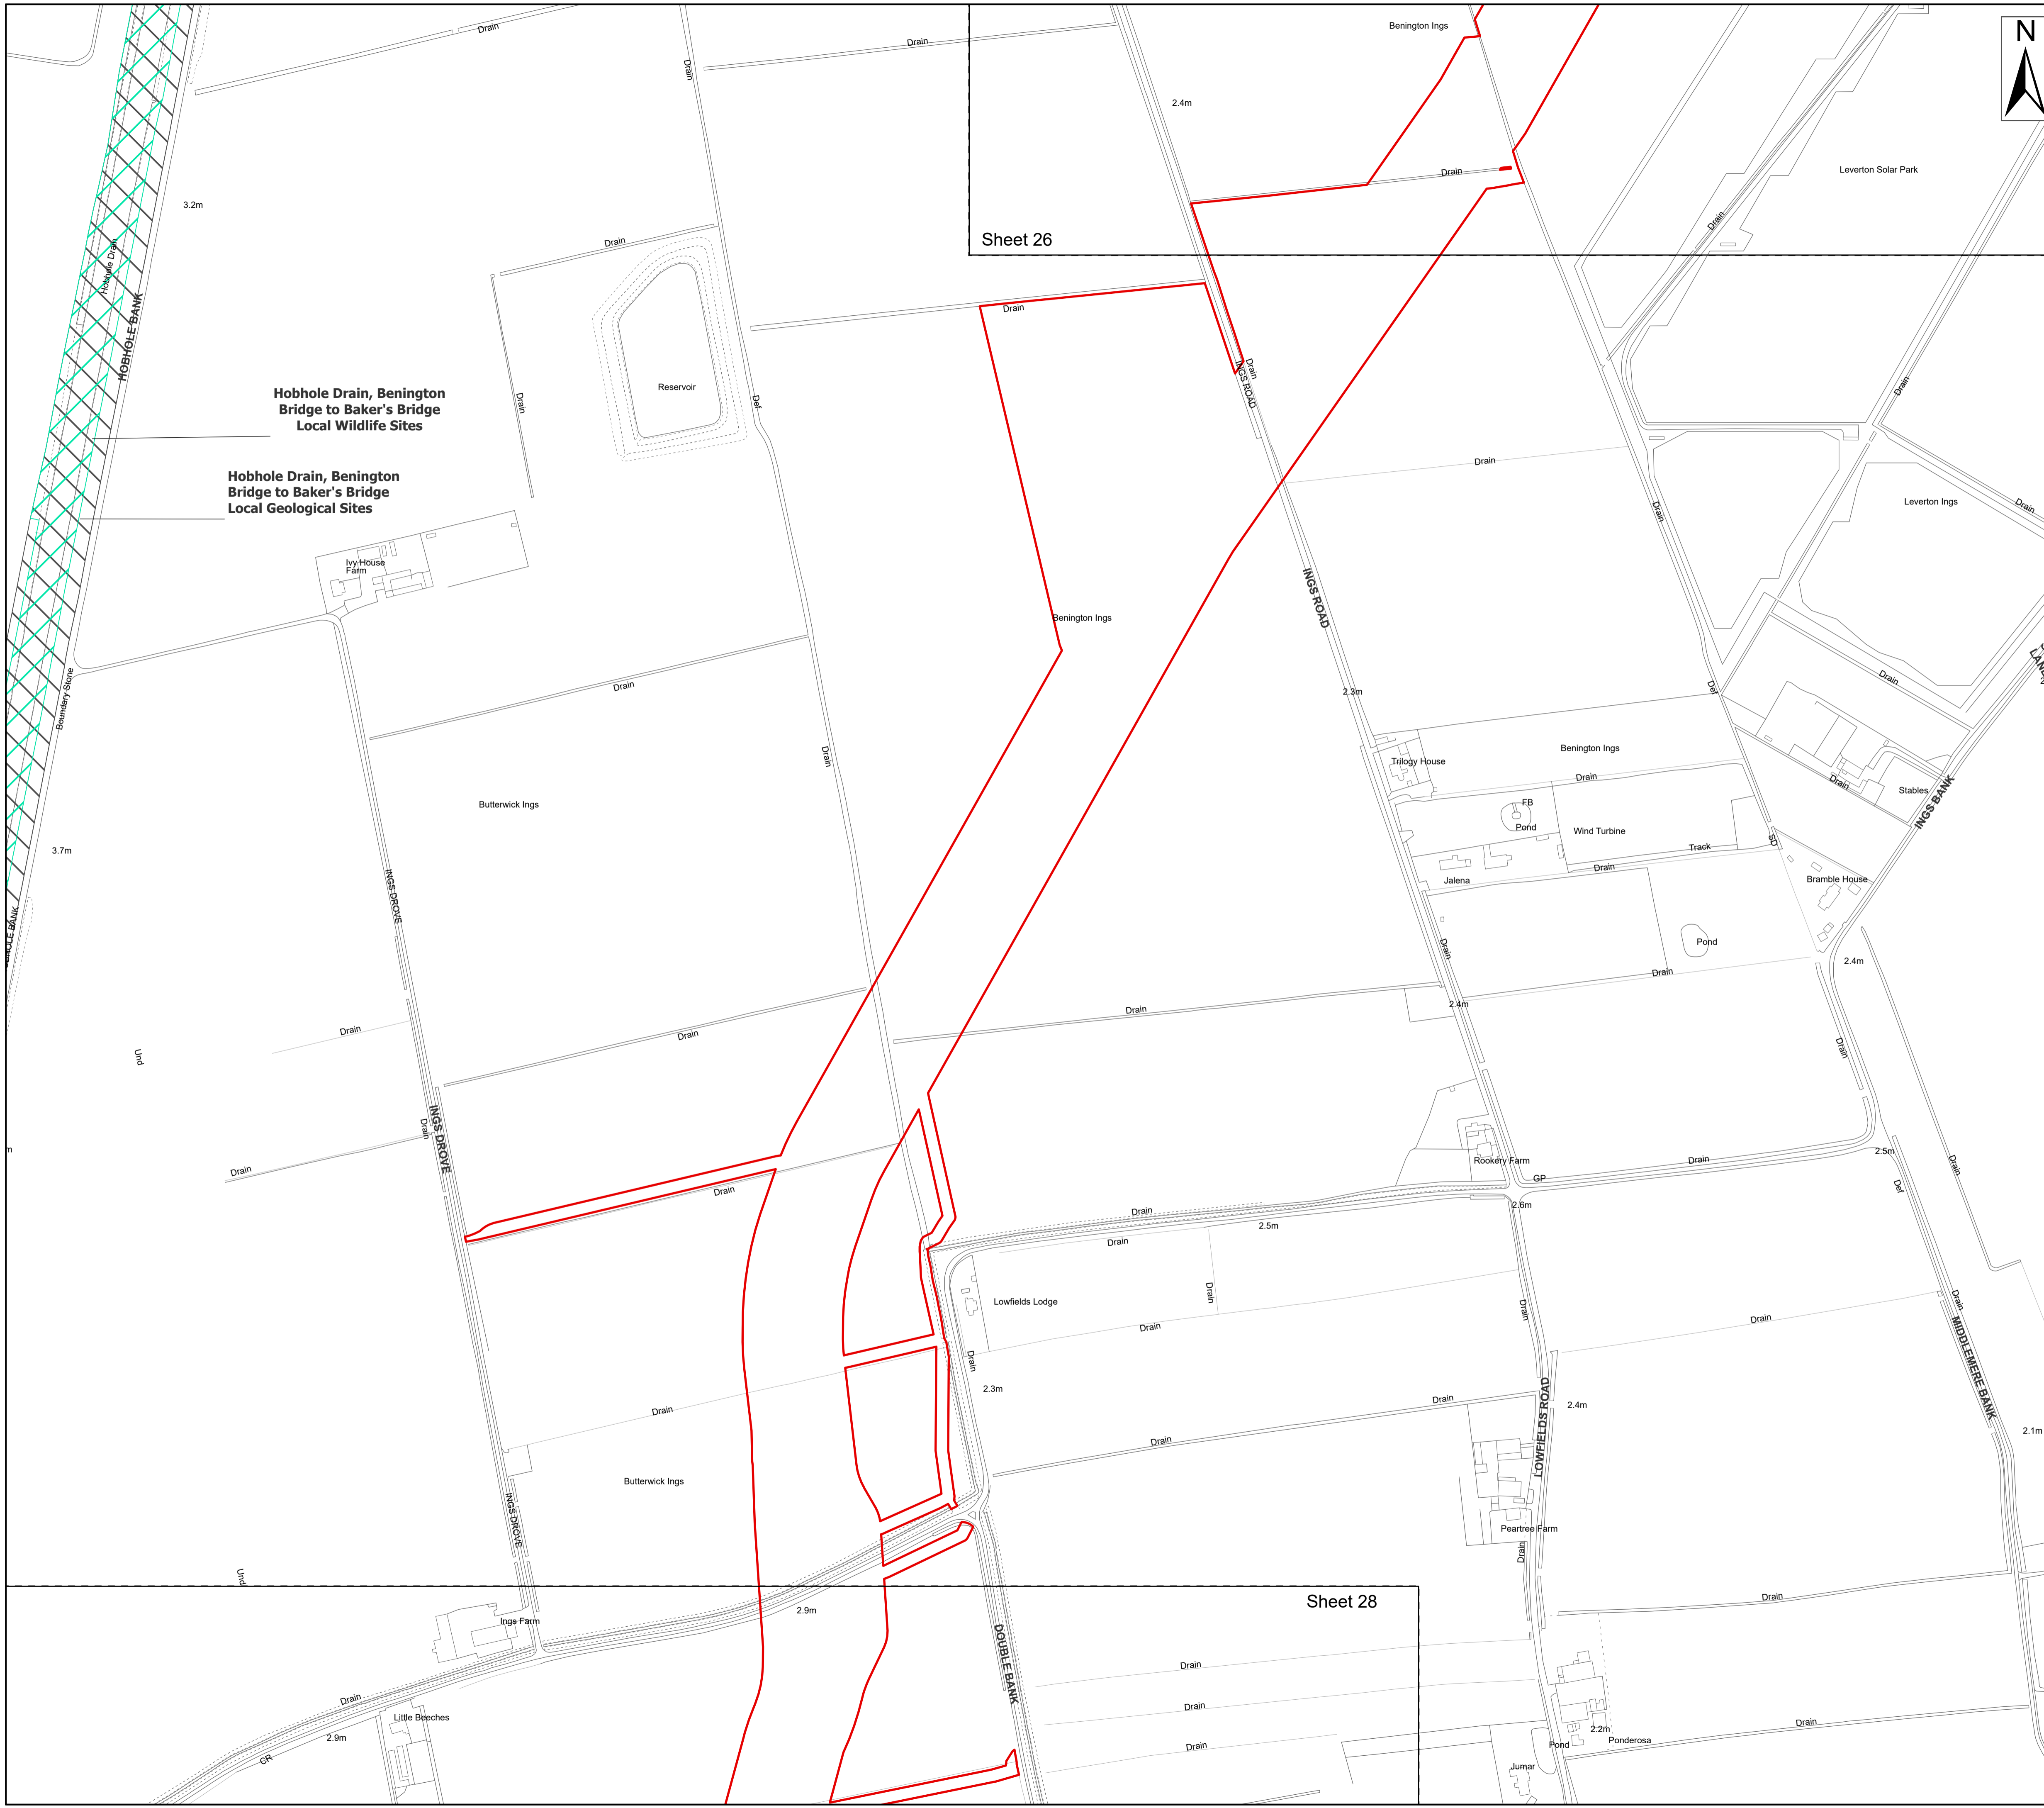 Drain
Drain
Drain
Benington Ings
N
2.4m
Leverton Solar Park
Drain
3.2m
Drain
Sheet 26
Drain
Hobhole Drain
HOBHOLE BANK
Drain
Reservoir
Drain
Def
Drain
INGS ROAD
Drain
Hobhole Drain, Benington
Bridge to Baker's Bridge
Local Wildlife Sites
Hobhole Drain, Benington
Bridge to Baker's Bridge
Local Geological Sites
Drain
Leverton Ings
Drain
Drain
Ivy House
Farm
INGS ROAD
Benington Ings
Boundary Stone
Drain
2.3m
Def
Drain
Drain
Benington Ings
Trilogy House
Drain
Drain
Stables
INGS BANK
Butterwick Ings
FB
Pond
Wind Turbine
SD
Track
Drain
3.7m
Jalena
Bramble House
INGS DROVE
Pond
Drain
Drain
2.4m
2.4m
Drain
Drain
Drain
Drain
Und
Drain
INGS DROVE
Drain
Drain
Rookery Farm
Drain
2.5m
Drain
GP
Def
Drain
2.6m
Drain
2.5m
Drain
Lowfields Lodge
Drain
Drain
Drain
Drain
Drain
Drain
MIDDLEMERE BANK
2.3m
Drain
Drain
LOWFIELDS ROAD
2.4m
Drain
2.1m
Butterwick Ings
INGS DROVE
Peartree Farm
Drain
Und
Drain
Sheet 28
2.9m
Ings Farm
DOUBLE BANK
Drain
Drain
Drain
Little Beeches
2.9m
CR
Drain
2.2m
Pond
Ponderosa
Drain
Jumar